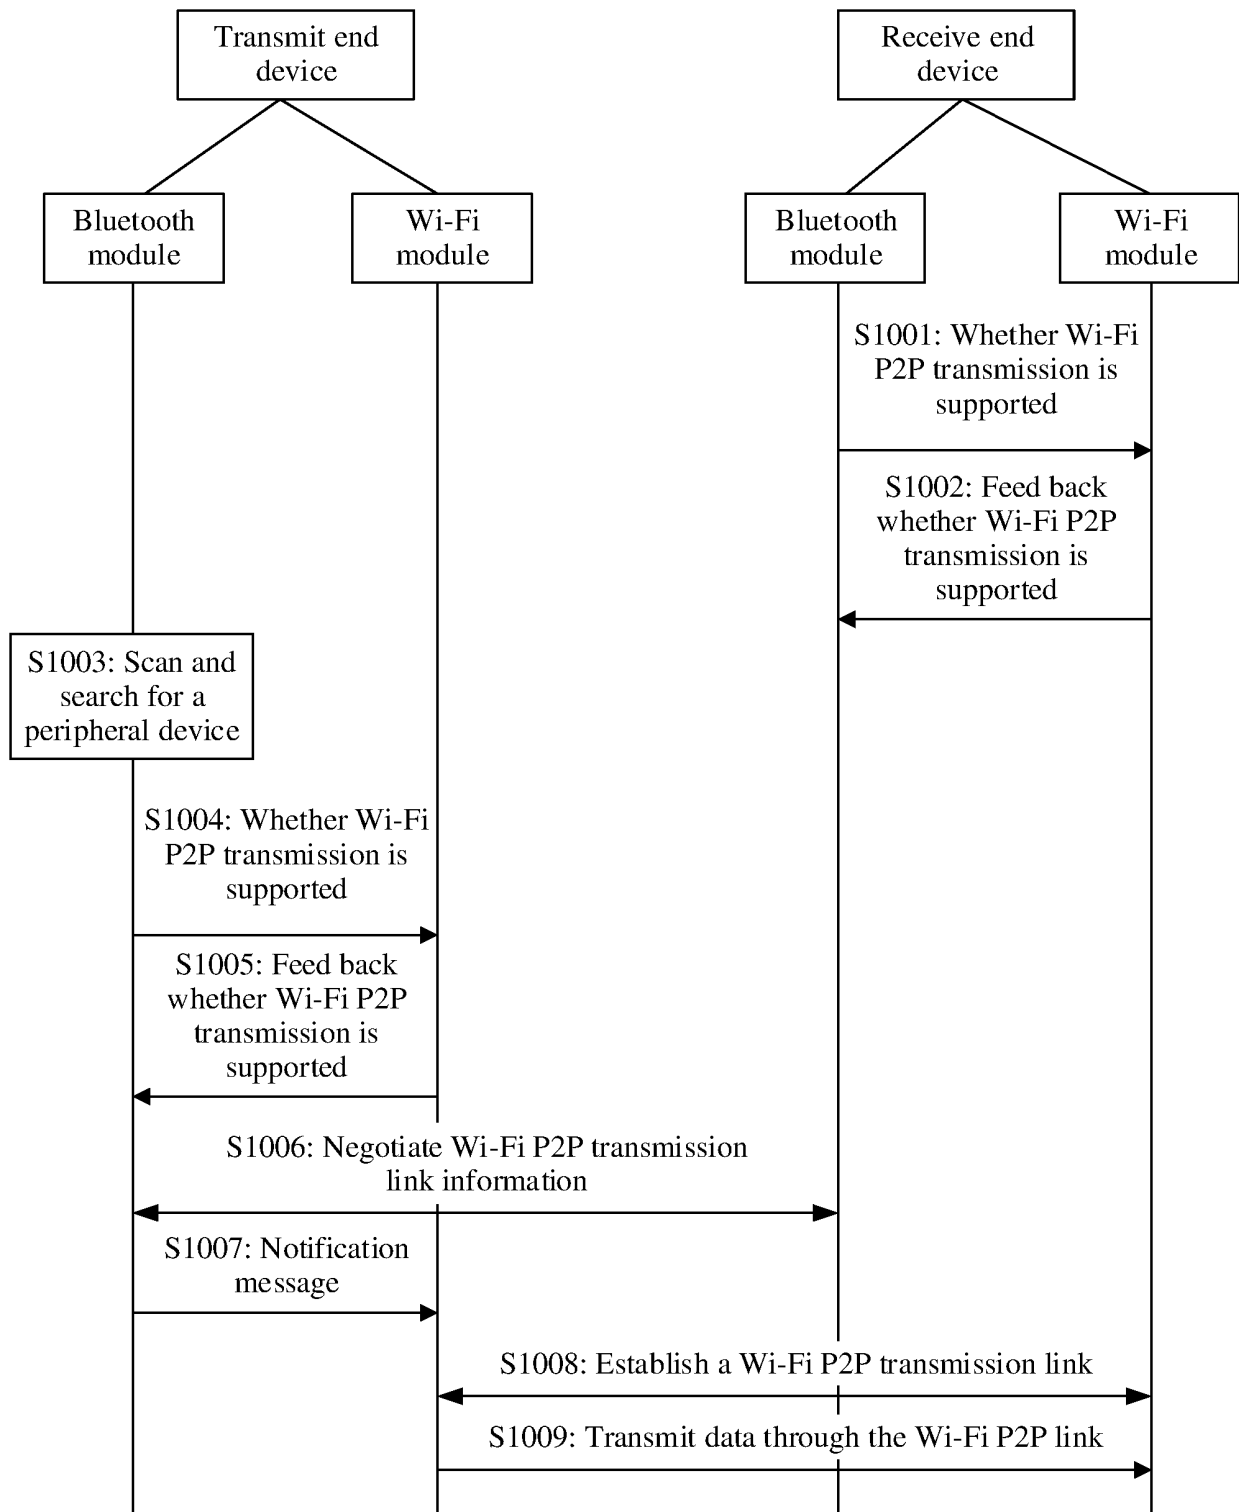 Transmit end
device
Receive end
device
Bluetooth
module
Wi-Fi
module
Bluetooth
module
Wi-Fi
module
S1001: Whether Wi-Fi
P2P transmission is
supported
S1002: Feed back
whether Wi-Fi P2P
transmission is
supported
S1003: Scan and
search for a
peripheral device
S1004: Whether Wi-Fi
P2P transmission is
supported
S1005: Feed back
whether Wi-Fi P2P
transmission is
supported
S1006: Negotiate Wi-Fi P2P transmission
link information
S1007: Notification
message
S1008: Establish a Wi-Fi P2P transmission link
S1009: Transmit data through the Wi-Fi P2P link